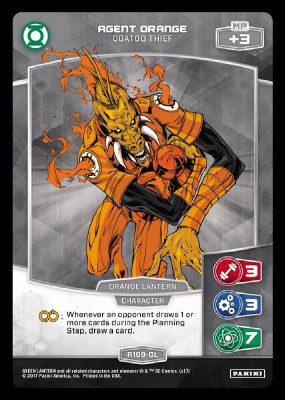 AGENT ORANGE
OGATOO THIEF
MP
+3
ORANGE LANTERN
CHARACTER
: Whenever an opponent draws 1 or
more cards during the Planning
Step, draw a card.
3
3
7
A109-GL
GREEN LANTERN and all related characters and elements © & ™ DC Comics. (s17)
© 2017 Panini America, Inc. Printed in the USA.
PANINI